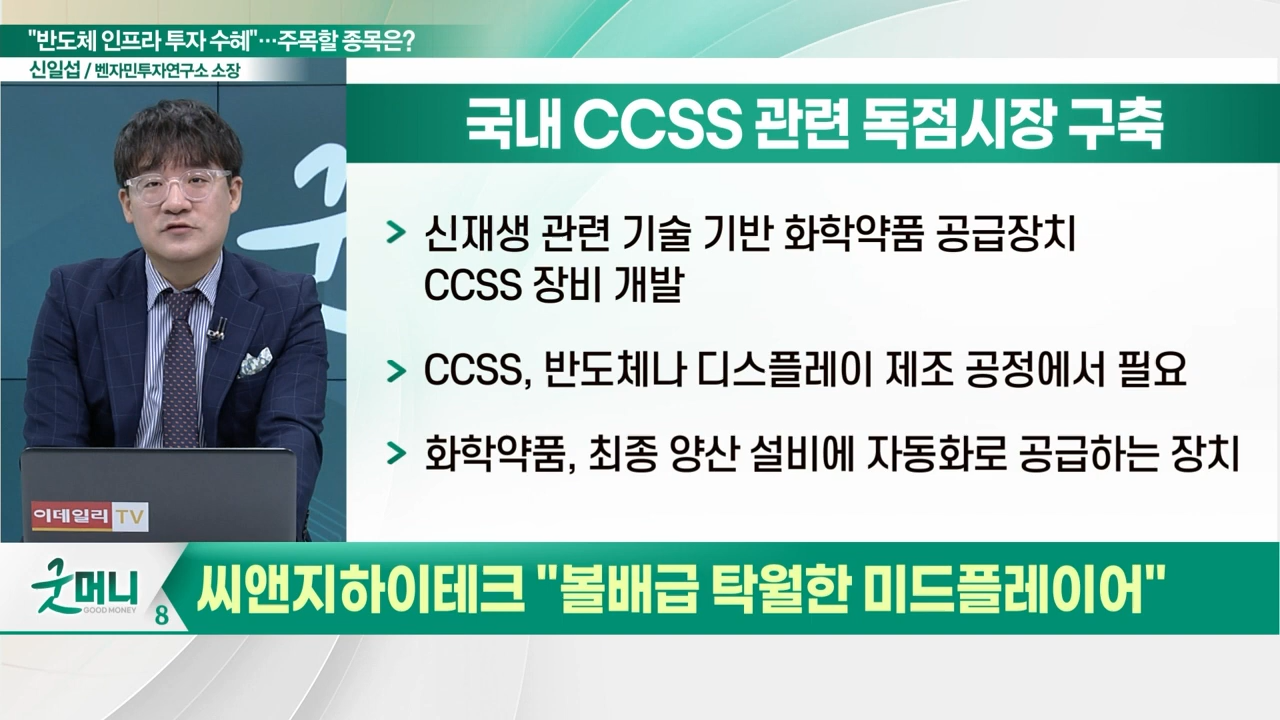 "반도체 인프라 투자 수혜"…주목할 종목은?
신일섭 / 벤자민투자연구소 소장
국내 CCSS 관련 독점시장 구축
> 신재생 관련 기술 기반 화학약품 공급장치
CCSS 장비 개발
> CCSS, 반도체나 디스플레이 제조 공정에서 필요
> 화학약품, 최종 양산 설비에 자동화로 공급하는 장치
이데일리 TV
굿머니
GOOD MONEY
8
씨앤지하이테크 "볼배급 탁월한 미드플레이어"